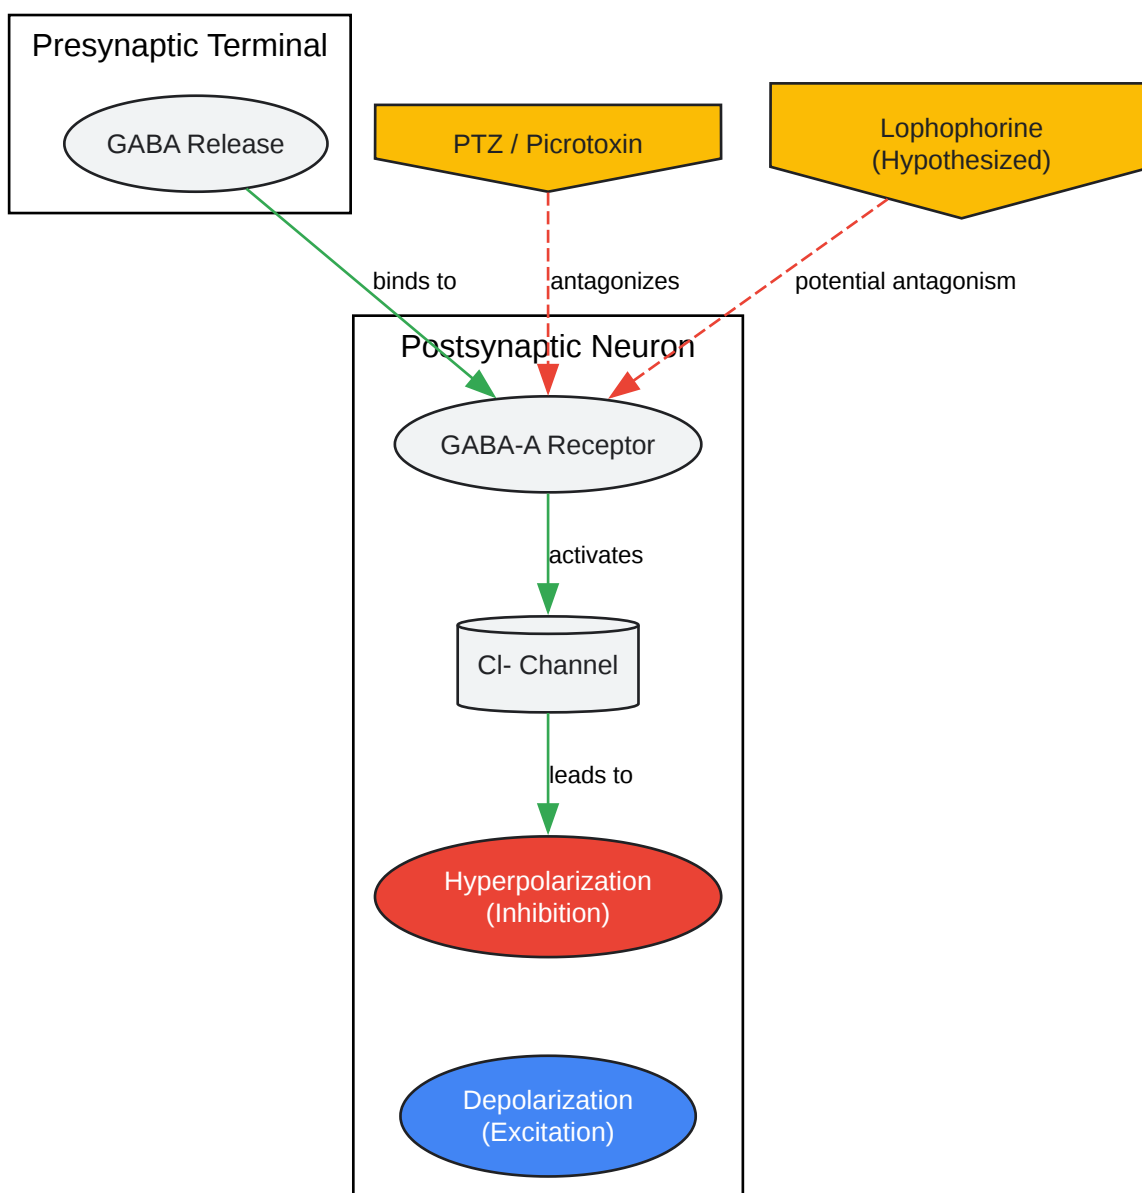 Presynaptic Terminal
GABA Release
PTZ / Picrotoxin
Lophophorine
(Hypothesized)
binds to
antagonizes
potential antagonism
Postsynaptic Neuron
GABA-A Receptor
activates
Cl- Channel
leads to
Hyperpolarization
(Inhibition)
Depolarization
(Excitation)